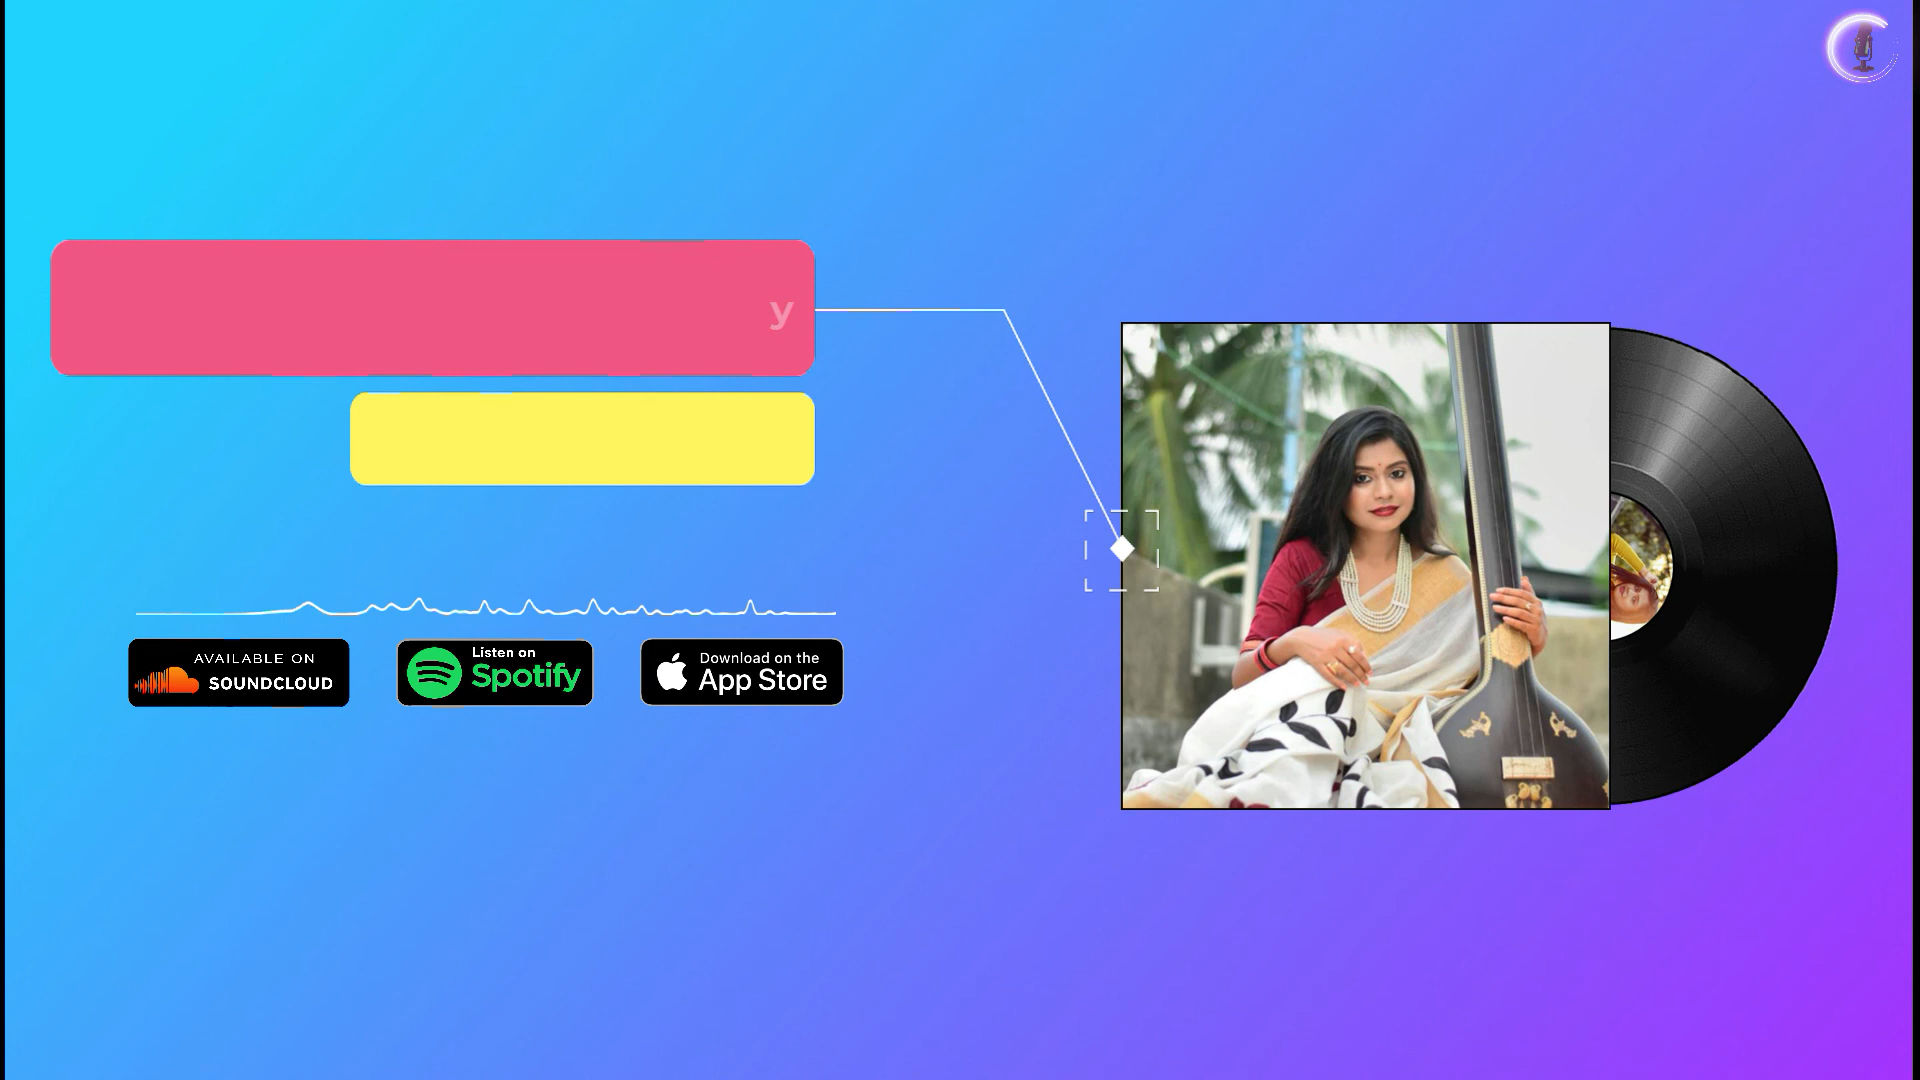 y
AVAILABLE ON
SOUNDCLOUD
Listen on
Spotify
Download on the
App Store